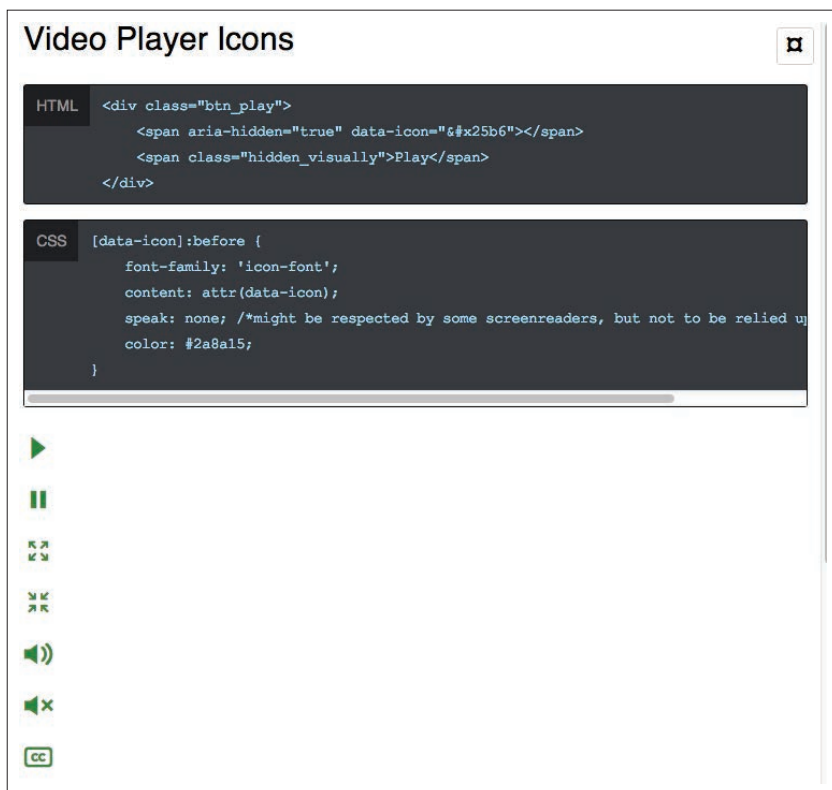 Video Player Icons
¤
HTML
<div class="btn_play">
<span aria-hidden="true" data-icon="&#x25b6"></span>
<span class="hidden_visually">Play</span>
</div>
CSS
[data-icon]:before {
font-family: 'icon-font';
content: attr(data-icon);
speak: none; /*might be respected by some screenreaders, but not to be relied
color: #2a8a15;
}
CC